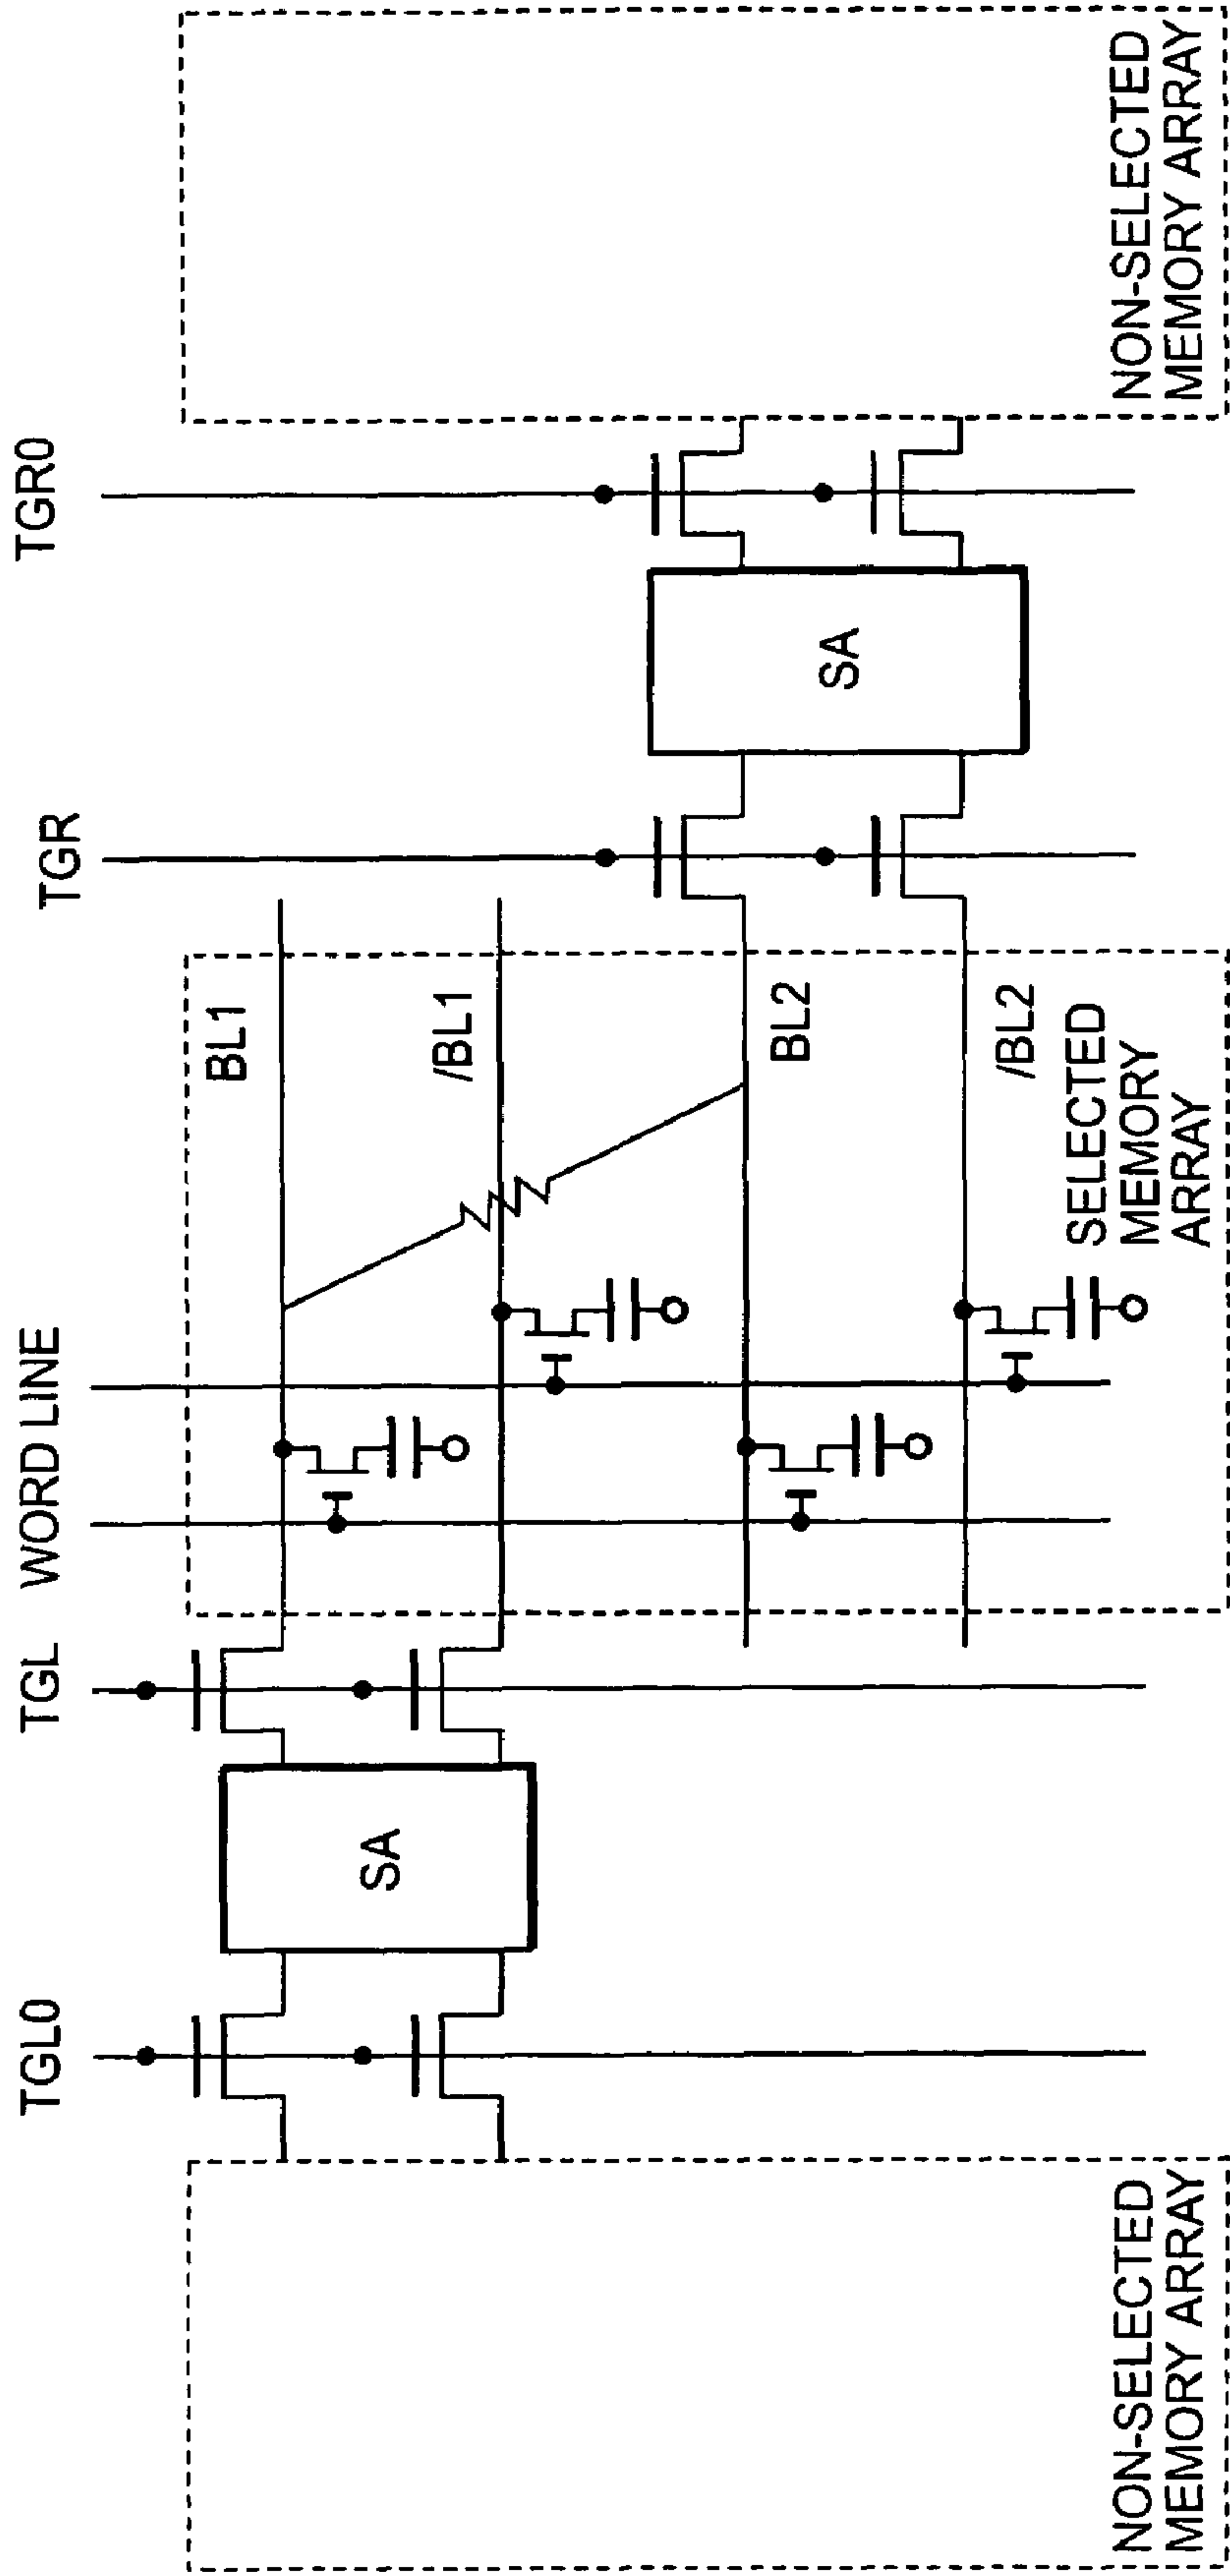 TGL0
TGL
WORD LINE
TGR
TGR0
SA
BL1
/BL1
BL2
/BL2
SA
NON-SELECTED
MEMORY ARRAY
SELECTED
MEMORY
ARRAY
NON-SELECTED
MEMORY ARRAY